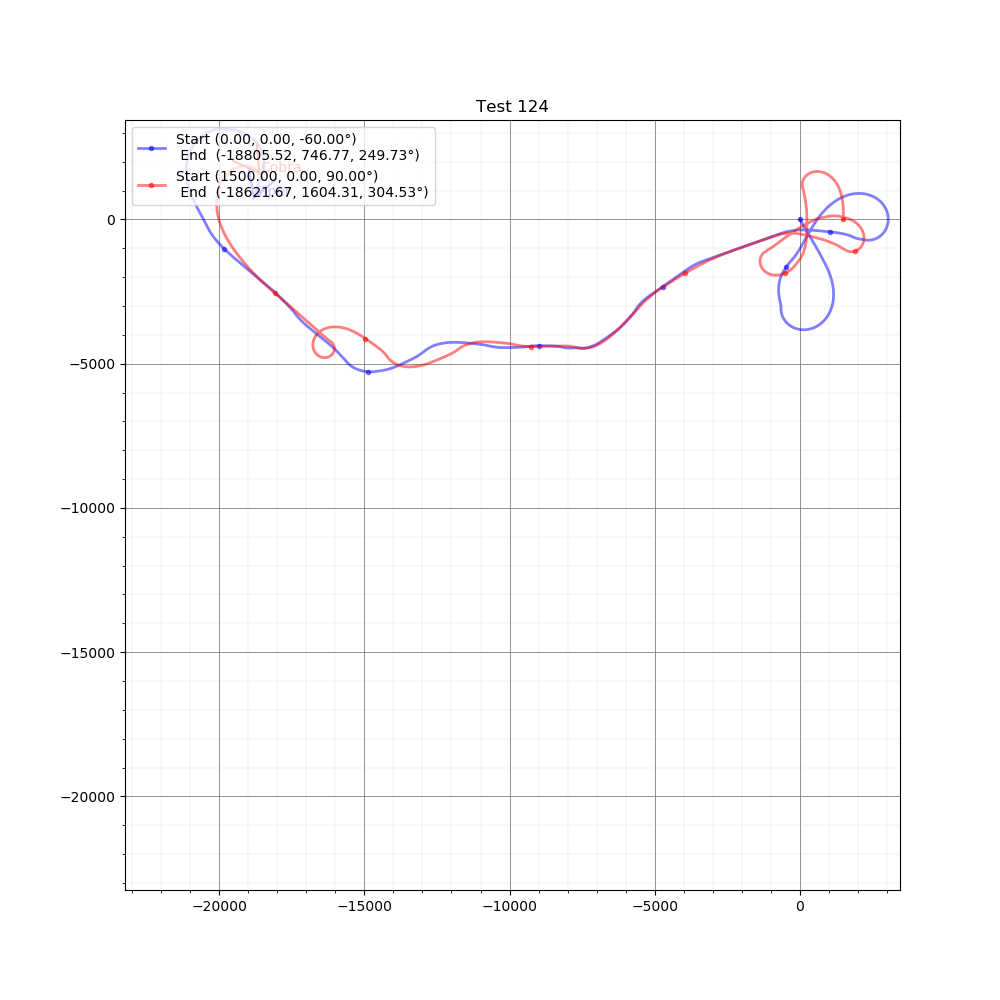 Test 124
Start (0.00, 0.00, -60.00°)
End (-18805.52, 746.77, 249.73°)
Start (1500.00, 0.00, 90.00°)
End (-18621.67, 1604.31, 304.53°)
0
−5000
−10000
−15000
−20000
−20000 −15000 −10000 −5000 0